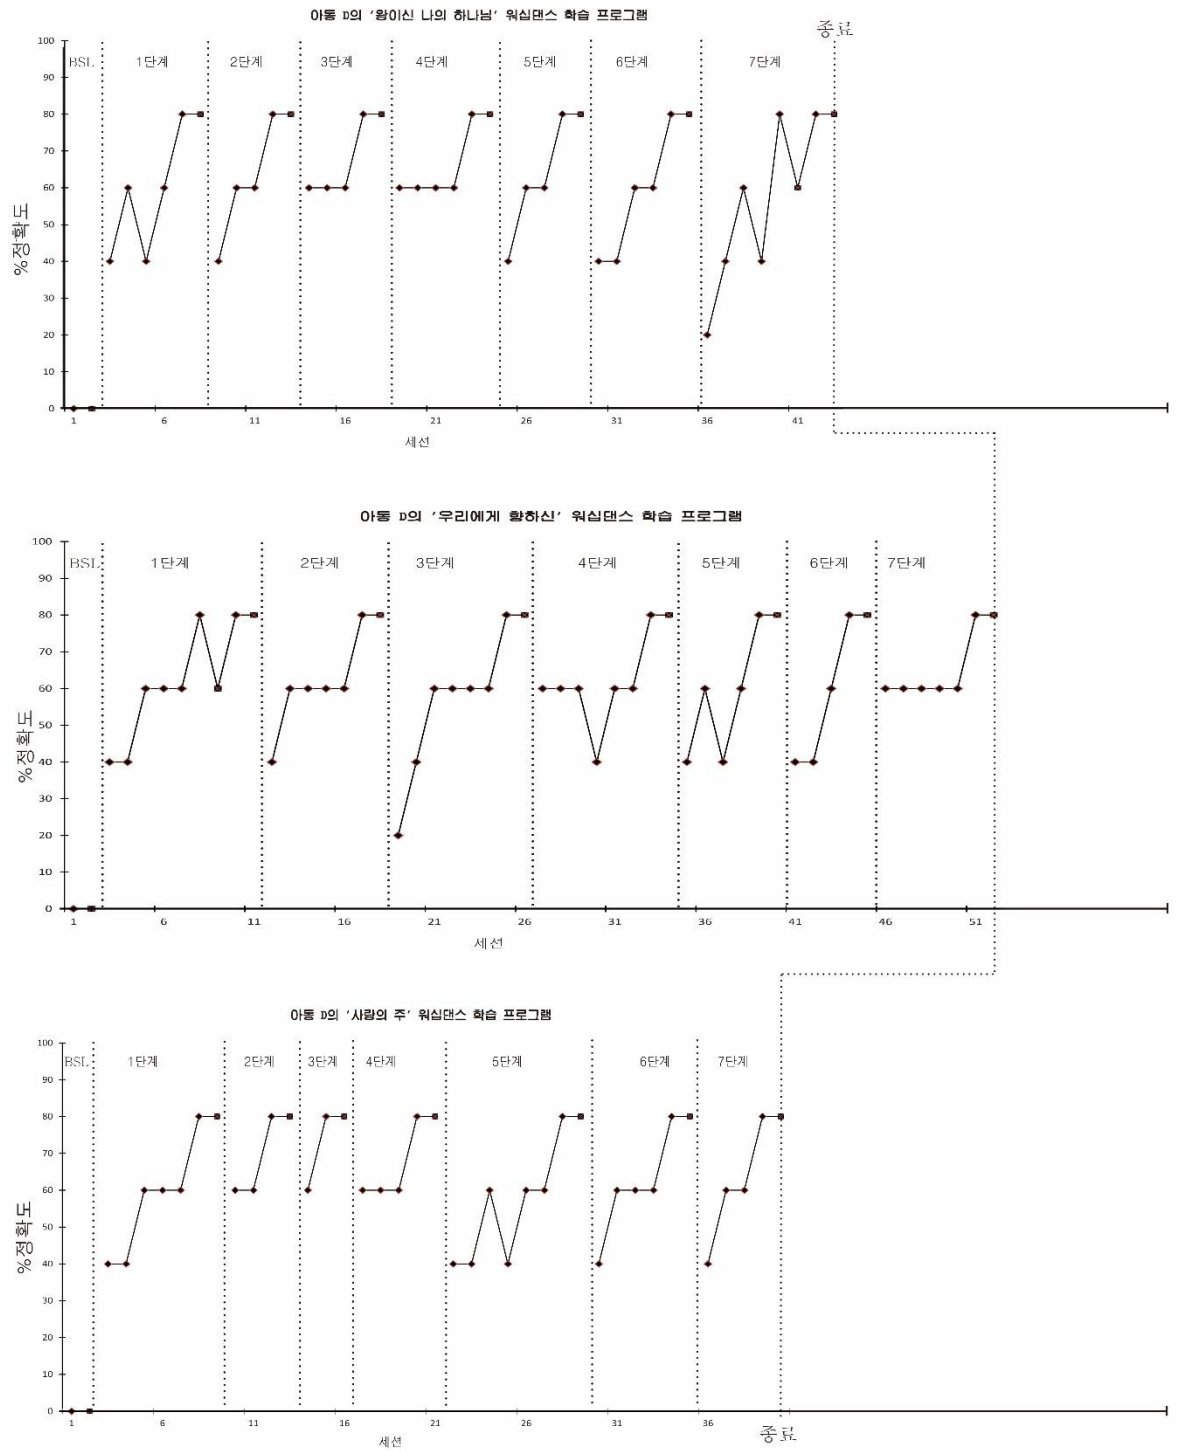 아동 D의 '왕이신 나의 하나님' 워십댄스 학습 프로그램
종료
BSL 1단계 2단계 3단계 4단계 5단계 6단계 7단계
100
90
80
70
60
50
40
30
20
10
0
%정확도
1 6 11 16 21 26 31 36 41
세션
아동 D의 '우리에게 향하신' 워십댄스 학습 프로그램
BSL 1단계 2단계 3단계 4단계 5단계 6단계 7단계
100
90
80
70
60
50
40
30
20
10
0
%정확도
1 6 11 16 21 26 31 36 41 46 51
세션
아동 D의 '사랑의 주' 워십댄스 학습 프로그램
BSL 1단계 2단계 3단계 4단계 5단계 6단계 7단계
100
90
80
70
60
50
40
30
20
10
0
%정확도
1 6 11 16 21 26 31 36
세션
종료